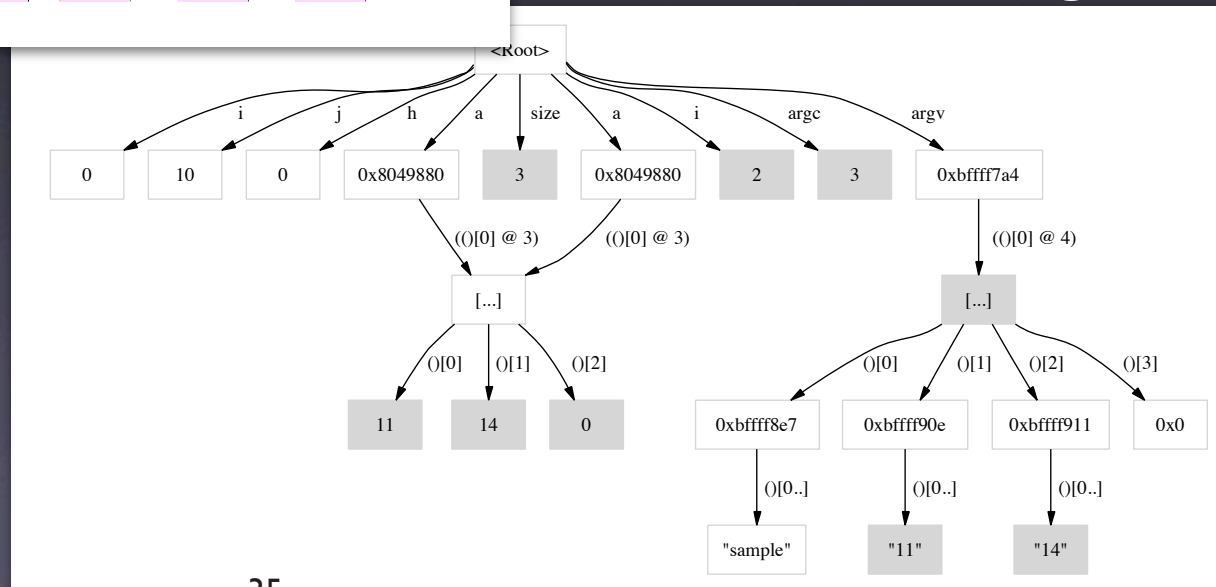 <Root>
i j h a size a i argc argv
0 10 0 0x8049880 3 0x8049880 2 3 0xbffff7a4
(()[0] @ 3) (()[0] @ 3) (()[0] @ 4)
[...] [...]
()[0] ()[1] ()[2] ()[0] ()[1] ()[2] ()[3]
11 14 0 0xbffff8e7 0xbffff90e 0xbffff911 0x0
()[0..] ()[0..] ()[0..]
"sample" "11" "14"